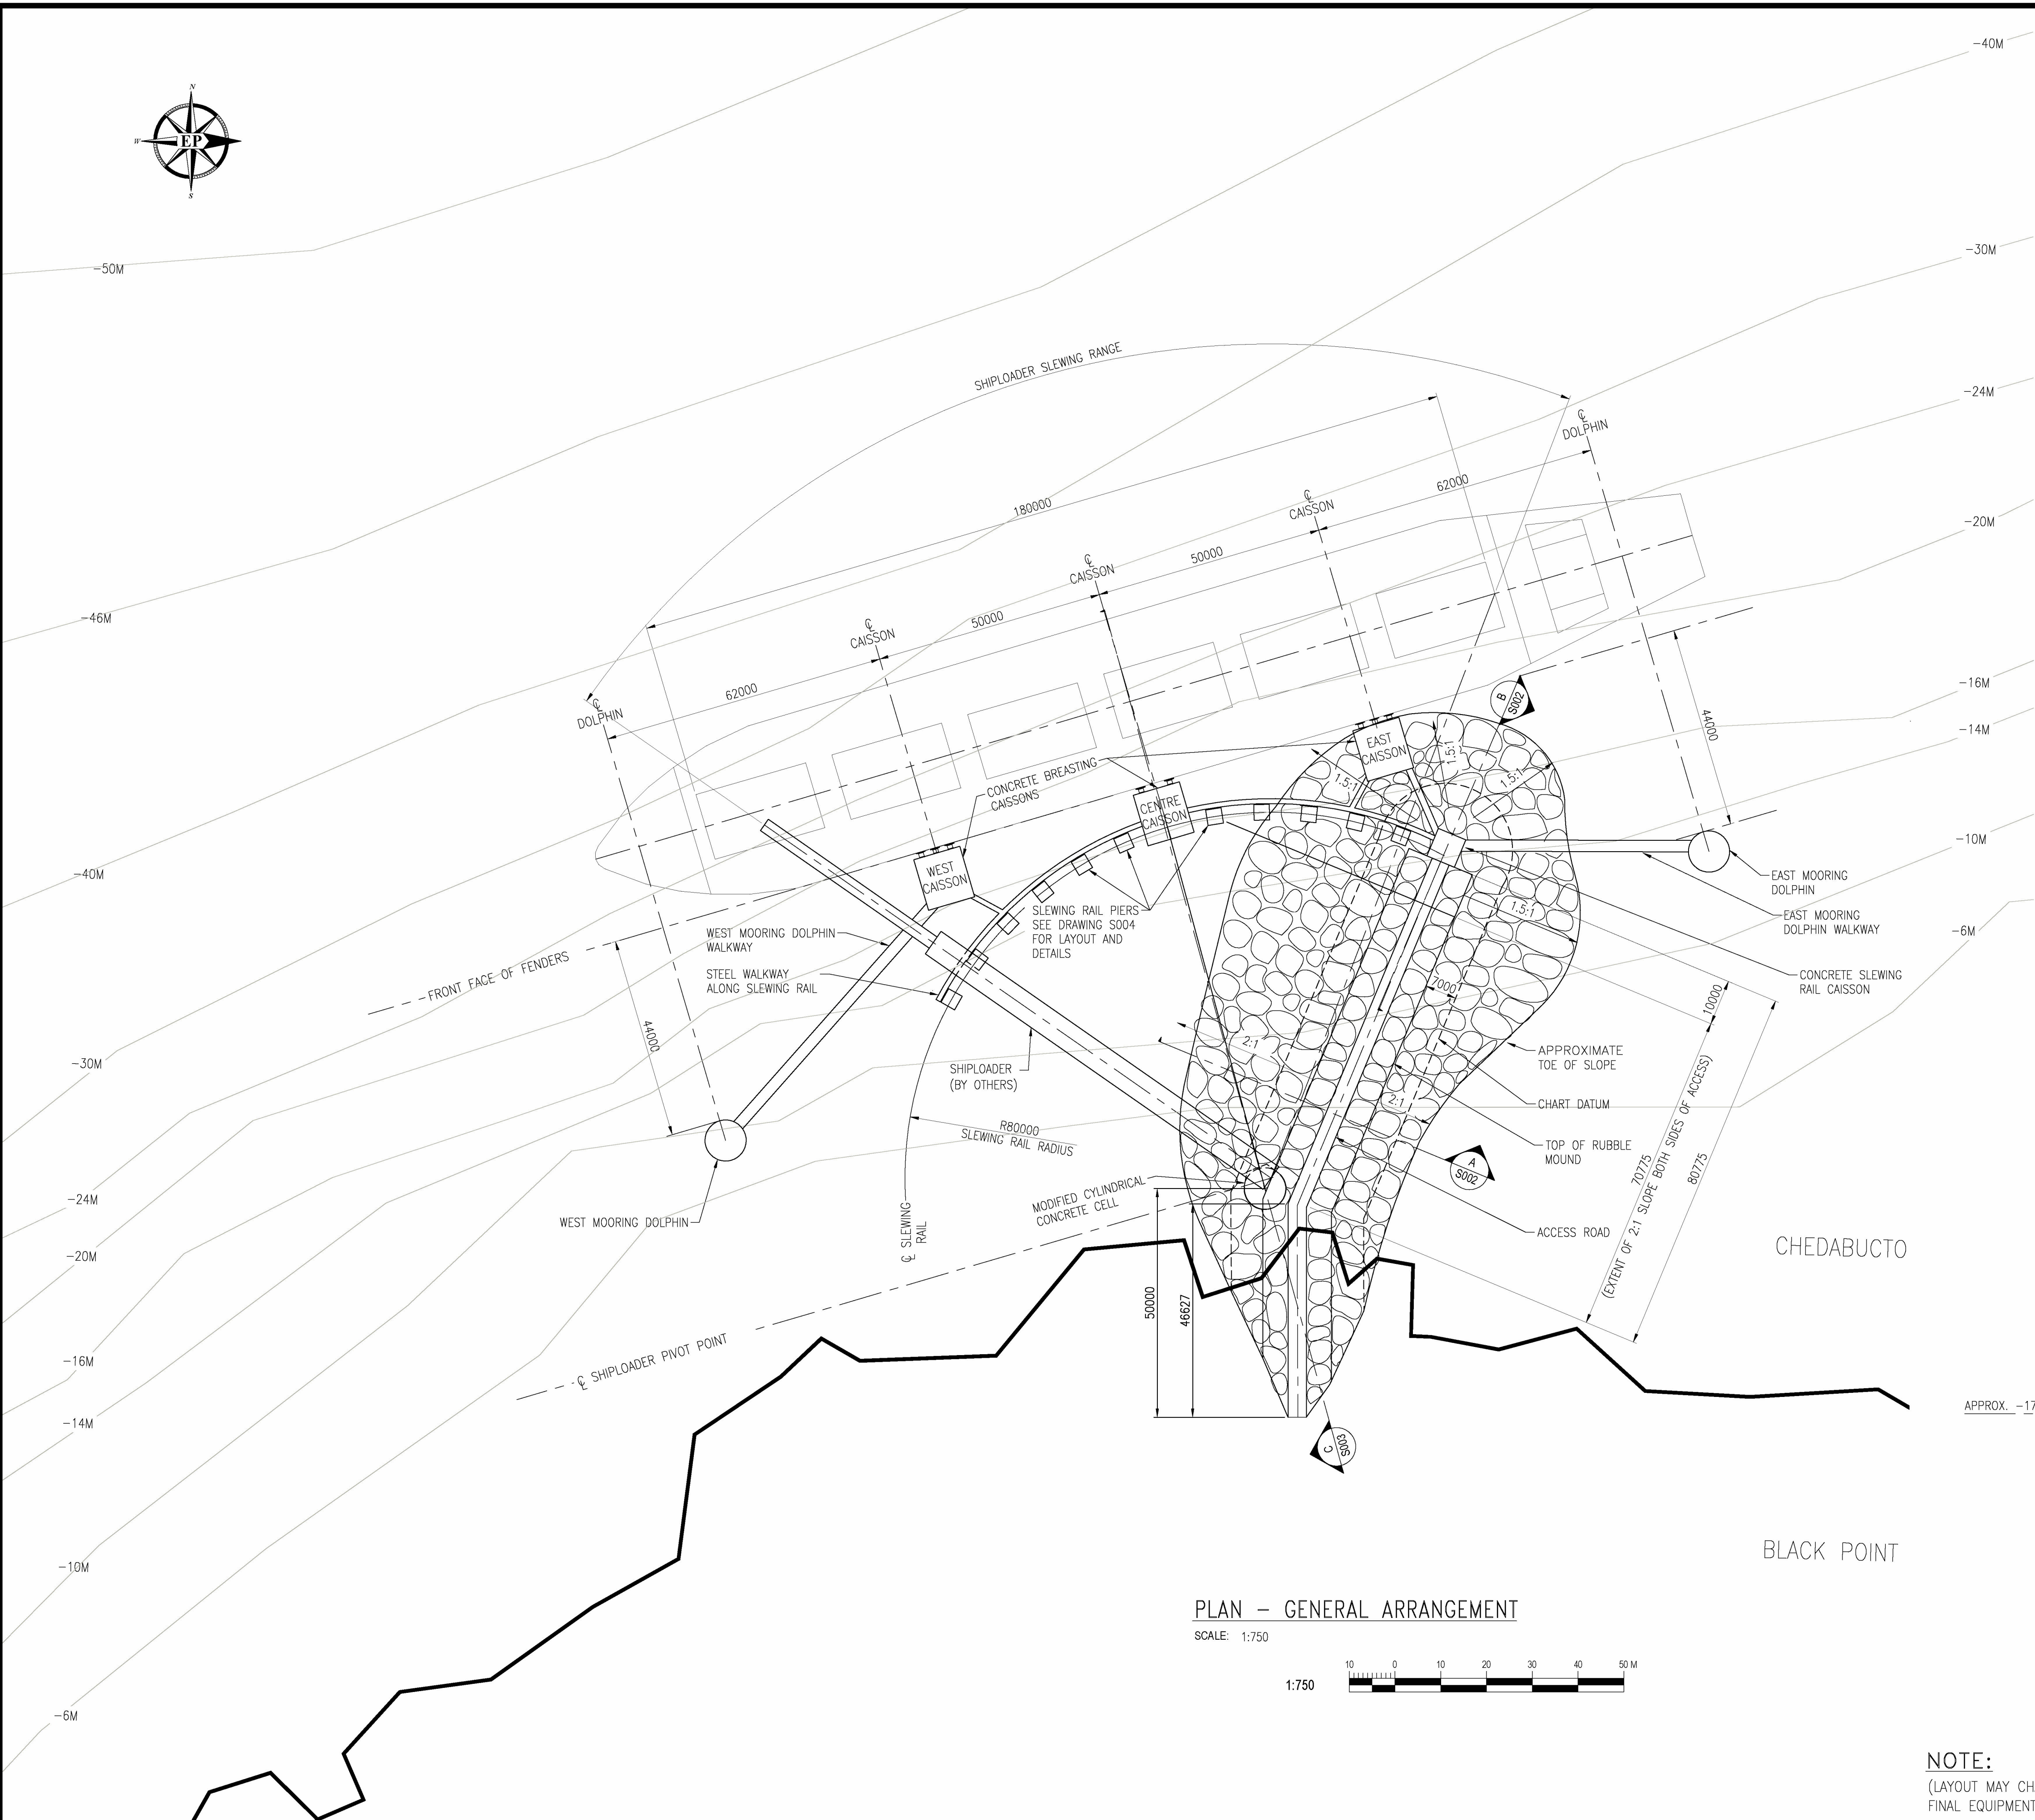 -40M
N
W
EP
S
-30M
-50M
SHIPLOADER SLEWING RANGE
-24M
℄
DOLPHIN
62000
180000
℄
CAISSON
-20M
50000
℄
CAISSON
50000
℄
CAISSON
-46M
62000
℄
DOLPHIN
-16M
B
S002
44000
-14M
EAST
CAISSON
1.5:1
1.5:1
1.5:1
CONCRETE BREASTING
CAISSONS
CENTRE
CAISSON
-10M
-40M
WEST
CAISSON
EAST MOORING
DOLPHIN
1.5:1
SLEWING RAIL PIERS
SEE DRAWING S004
FOR LAYOUT AND
DETAILS
EAST MOORING
DOLPHIN WALKWAY
-6M
WEST MOORING DOLPHIN
WALKWAY
FRONT FACE OF FENDERS
STEEL WALKWAY
ALONG SLEWING RAIL
CONCRETE SLEWING
RAIL CAISSON
7000
10000
44000
2:1
APPROXIMATE
TOE OF SLOPE
-30M
SHIPLOADER
(BY OTHERS)
2:1
CHART DATUM
R80000
SLEWING RAIL RADIUS
TOP OF RUBBLE
MOUND
A
S002
70775
(EXTENT OF 2:1 SLOPE BOTH SIDES OF ACCESS)
80775
-24M
MODIFIED CYLINDRICAL
CONCRETE CELL
WEST MOORING DOLPHIN
℄ SLEWING
RAIL
ACCESS ROAD
CHEDABUCTO
-20M
50000
46627
-16M
℄ SHIPLOADER PIVOT POINT
APPROX. -17
-14M
C
S003
-10M
BLACK POINT
PLAN - GENERAL ARRANGEMENT
SCALE: 1:750
10 0 10 20 30 40 50 M
1:750
-6M
NOTE:
(LAYOUT MAY CH
FINAL EQUIPMENT